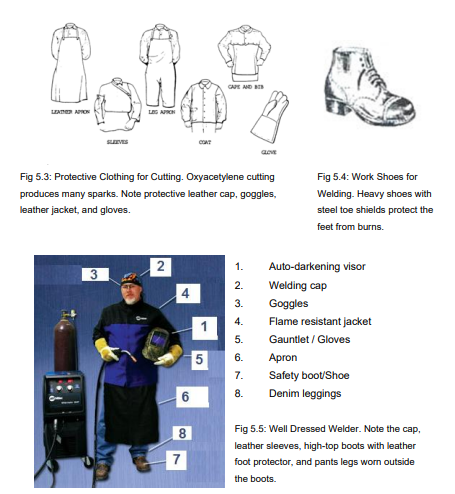 LEATHER APRON
SLEEVES
LEG APRON
COAT
CAPE AND BIB
GLOVE
Fig 5.3: Protective Clothing for Cutting. Oxyacetylene cutting
produces many sparks. Note protective leather cap, goggles,
leather jacket, and gloves.
Fig 5.4: Work Shoes for
Welding. Heavy shoes with
steel toe shields protect the
feet from burns.
2
3
4
1
5
6
8
7
1. Auto-darkening visor
2. Welding cap
3. Goggles
4. Flame resistant jacket
5. Gauntlet / Gloves
6. Apron
7. Safety boot/Shoe
8. Denim leggings
Fig 5.5: Well Dressed Welder. Note the cap,
leather sleeves, high-top boots with leather
foot protector, and pants legs worn outside
the boots.